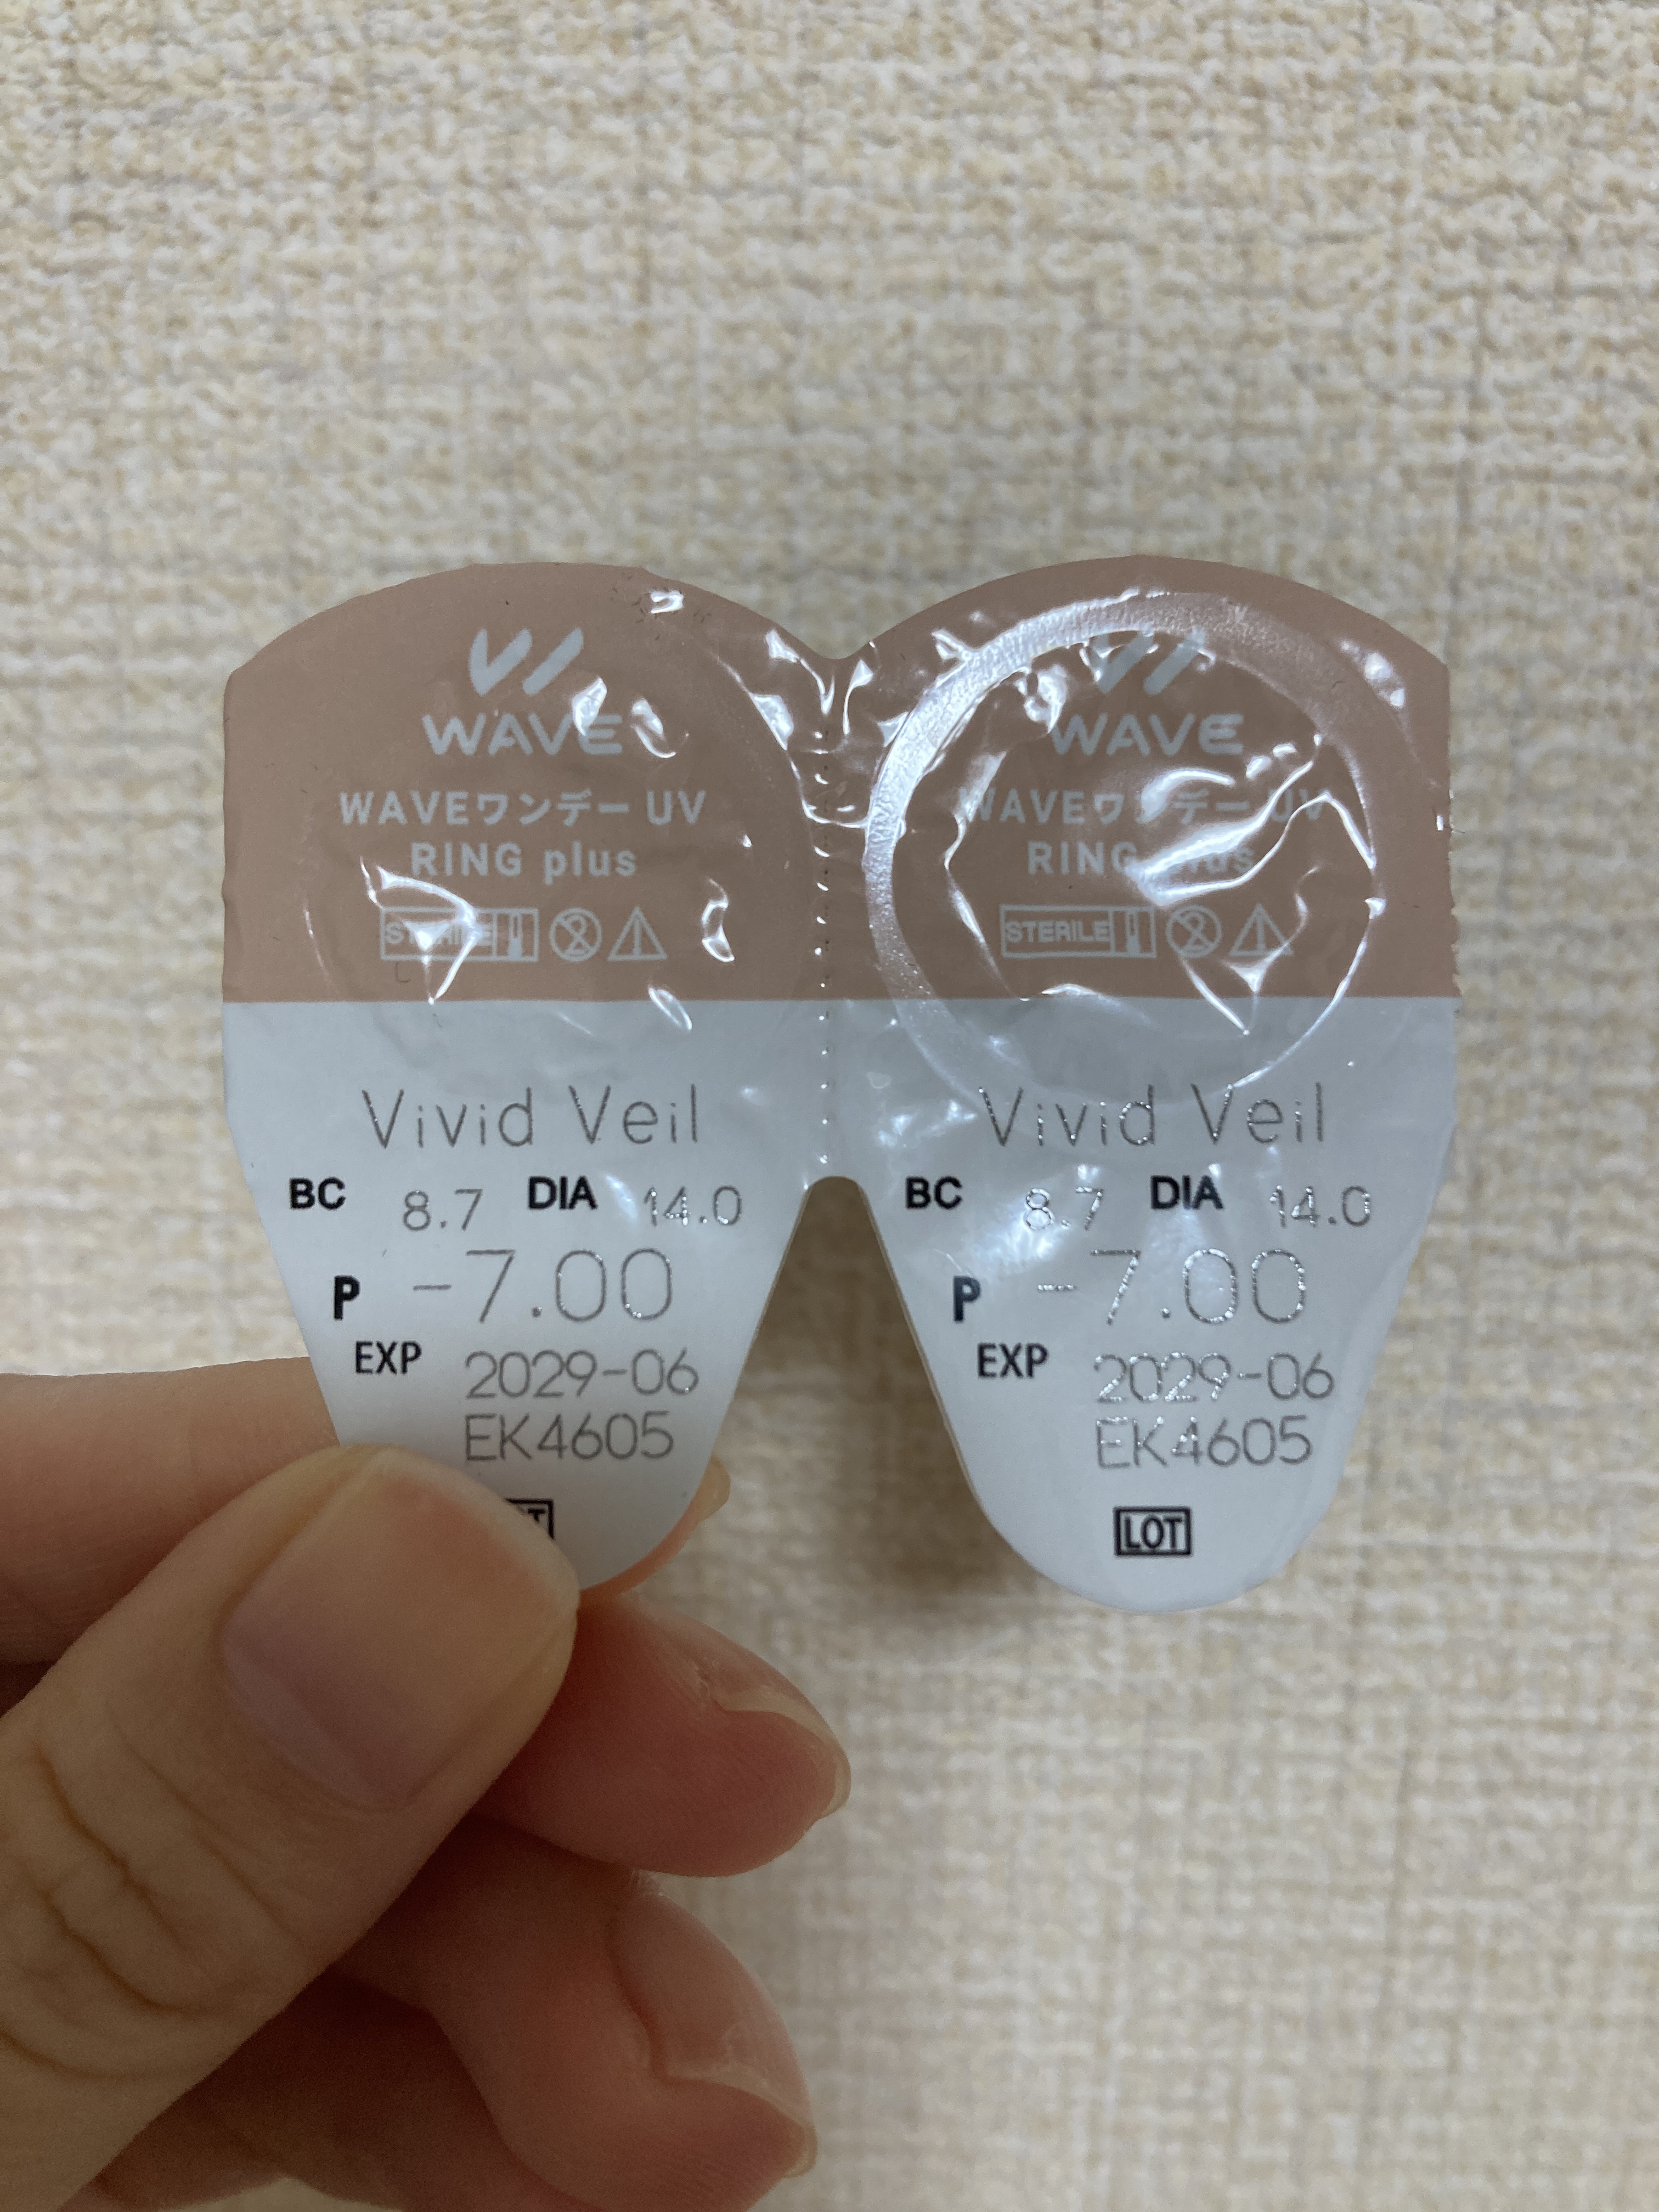 WAVE
WAVEワンデー UV
RING plus
STERILE
Vivid Veil
BC 8.7 DIA 14.0
P -7.00
EXP 2029-06
EK4605
WAVE
WAVEワンデー UV
RING plus
STERILE
Vivid Veil
BC 8.7 DIA 14.0
P -7.00
EXP 2029-06
EK4605
LOT